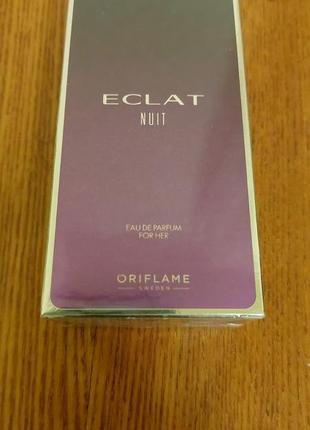 ECLAT
NUIT
EAU DE PARFUM
FOR HER
ORIFLAME
SWEDEN